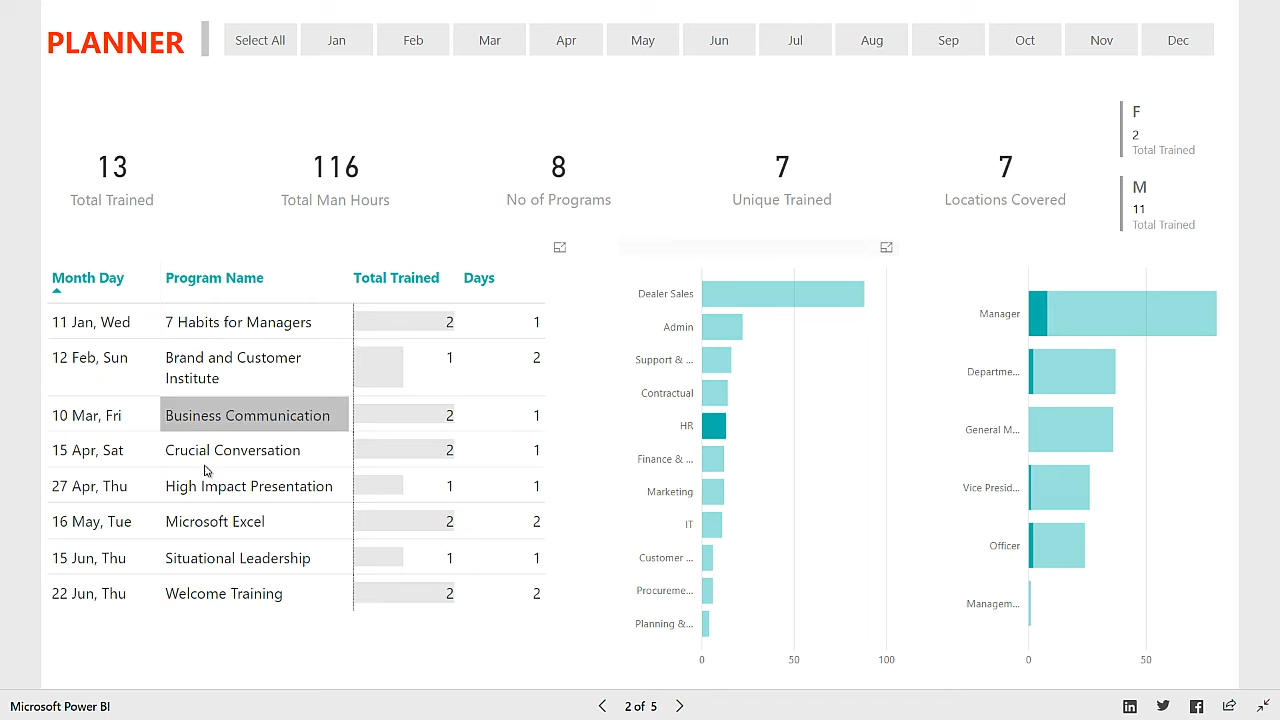 PLANNER
Select All Jan Feb Mar Apr May Jun Jul Aug Sep Oct Nov Dec
F
2
Total Trained
M
11
Total Trained
13 116 8 7 7
Total Trained Total Man Hours No of Programs Unique Trained Locations Covered
Month Day Program Name Total Trained Days
11 Jan, Wed 7 Habits for Managers 2 1
12 Feb, Sun Brand and Customer 1 2
Institute
10 Mar, Fri Business Communication 2 1
15 Apr, Sat Crucial Conversation 2 1
27 Apr, Thu High Impact Presentation 1 1
16 May, Tue Microsoft Excel 2 2
15 Jun, Thu Situational Leadership 1 1
22 Jun, Thu Welcome Training 2 2
Dealer Sales
Admin
Support & ...
Contractual
HR
Finance & ...
Marketing
IT
Customer ...
Procureme...
Planning &...
0 50 100
Manager
Departme...
General M...
Vice Presid...
Officer
Managem...
0 50
Microsoft Power BI 2 of 5